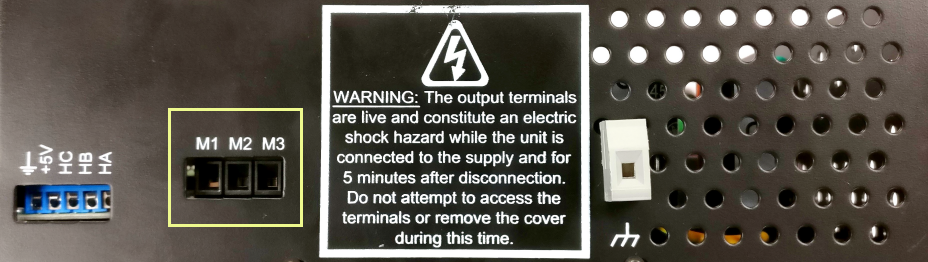 +5V
HC
HB
HA
M1 M2 M3
WARNING: The output terminals
are live and constitute an electric
shock hazard while the unit is
connected to the supply and for
5 minutes after disconnection.
Do not attempt to access the
terminals or remove the cover
during this time.